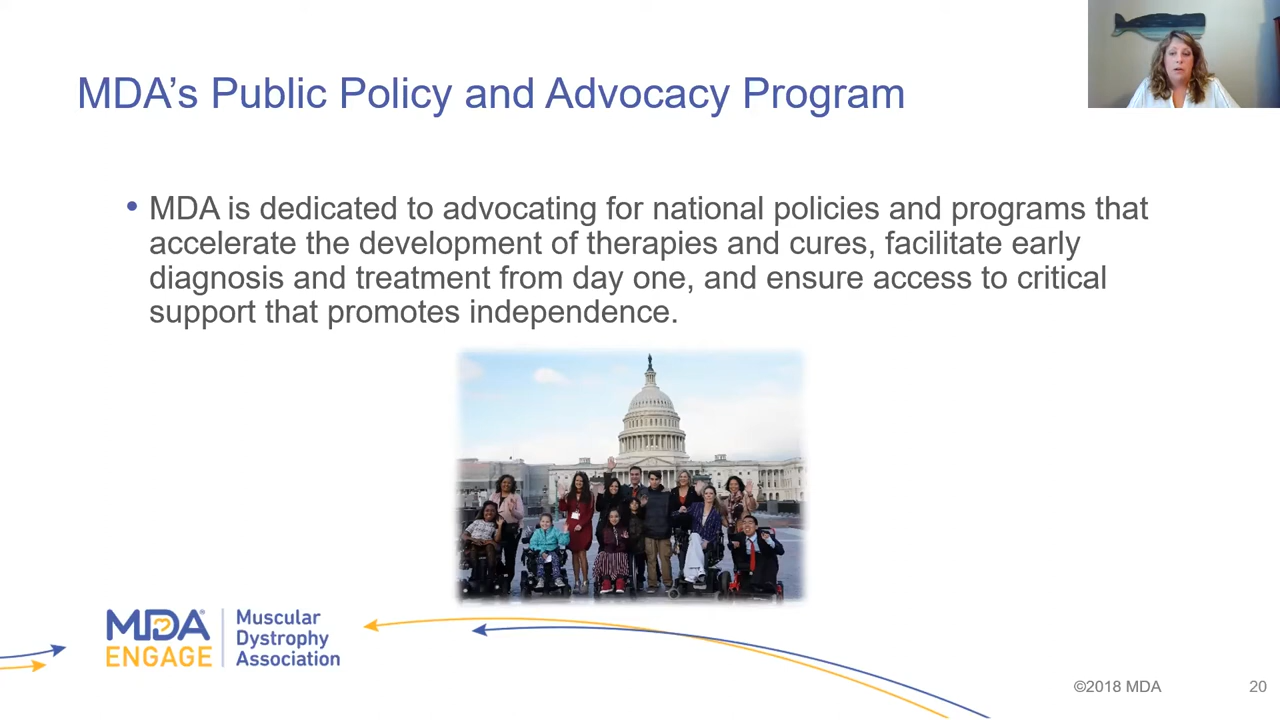 MDA's Public Policy and Advocacy Program
• MDA is dedicated to advocating for national policies and programs that
accelerate the development of therapies and cures, facilitate early
diagnosis and treatment from day one, and ensure access to critical
support that promotes independence.
MDA®
ENGAGE
Muscular
Dystrophy
Association
©2018 MDA
20